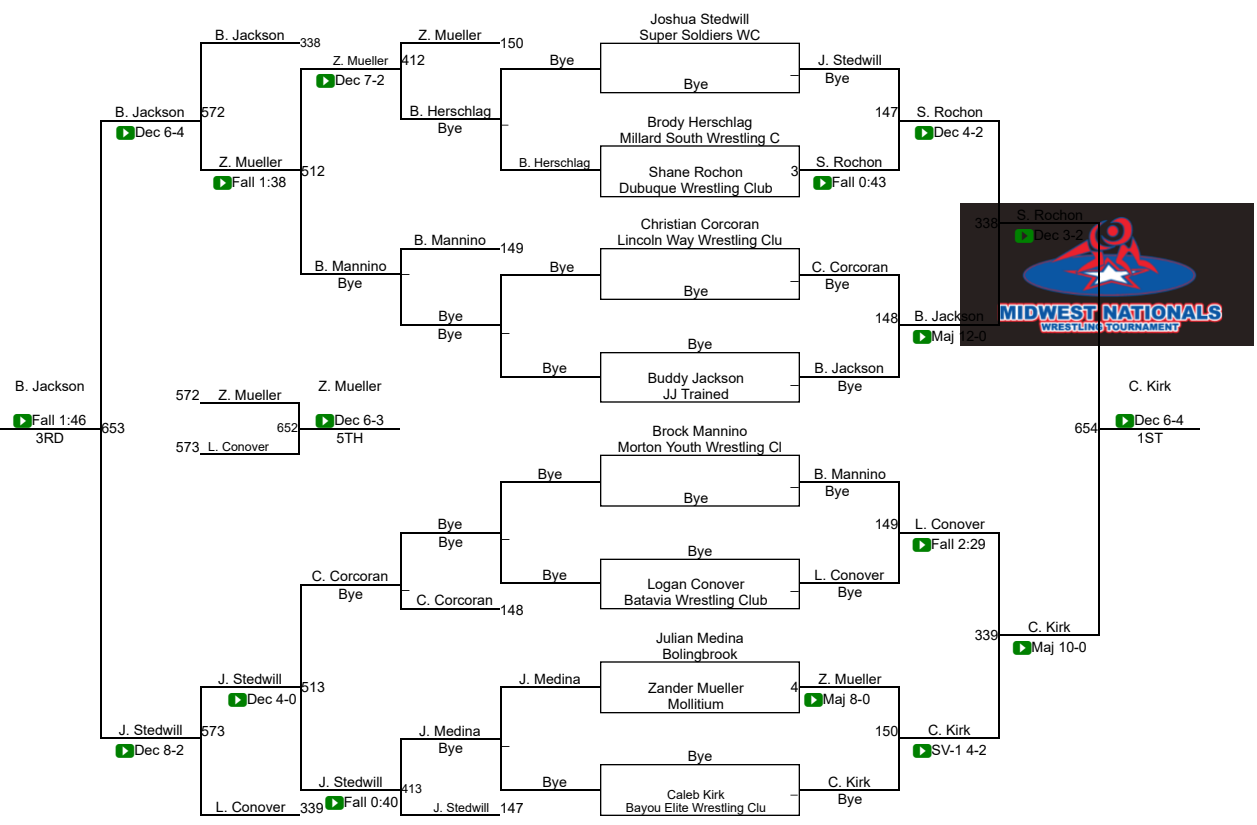 Joshua Stedwill
Super Soldiers WC
B. Jackson
338
Z. Mueller
150
Z. Mueller
412
Bye
J. Stedwill
Dec 7-2
Bye
Bye
B. Jackson
572
B. Herschlag
147
S. Rochon
Dec 6-4
Bye
Brody Herschlag
Dec 4-2
Millard South Wrestling C
Z. Mueller
512
B. Herschlag
Shane Rochon
3
S. Rochon
Fall 1:38
Dubuque Wrestling Club
Fall 0:43
Christian Corcoran
338
S. Rochon
B. Mannino
149
Lincoln Way Wrestling Clu
Dec 3-2
B. Mannino
Bye
C. Corcoran
Bye
Bye
Bye
Bye
148
B. Jackson
MIDWEST NATIONALS
Bye
Bye
Maj 12-0
WRESTLING TOURNAMENT
Bye
Buddy Jackson
B. Jackson
JJ Trained
Bye
B. Jackson
572
Z. Mueller
Z. Mueller
C. Kirk
Fall 1:46
653
652
Dec 6-3
654
Dec 6-4
3RD
573
L. Conover
5TH
1ST
Brock Mannino
Morton Youth Wrestling Cl
Bye
B. Mannino
Bye
Bye
Bye
149
L. Conover
Bye
Fall 2:29
Bye
C. Corcoran
Bye
Logan Conover
L. Conover
Bye
C. Corcoran
148
Batavia Wrestling Club
Bye
Julian Medina
339
C. Kirk
Bolingbrook
Maj 10-0
J. Stedwill
513
J. Medina
Zander Mueller
4
Z. Mueller
Dec 4-0
Mollitium
Maj 8-0
J. Stedwill
573
J. Medina
150
C. Kirk
Dec 8-2
Bye
Bye
SV-1 4-2
J. Stedwill
413
Bye
Caleb Kirk
C. Kirk
L. Conover
339
Fall 0:40
J. Stedwill
147
Bayou Elite Wrestling Clu
Bye